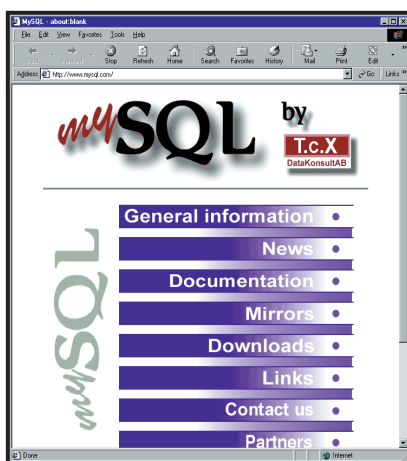 MySQL - about:blank
File Edit View Favorites Tools Help
Back Forward Stop Refresh Home Search Favorites History Mail Print Edit
Address http://www.mycql.com/ Go Links »
mySQL by
T.c.X
DataKonsultAB
mySQL
General information
News
Documentation
Mirrors
Downloads
Links
Contact us
Partners
Done Internet